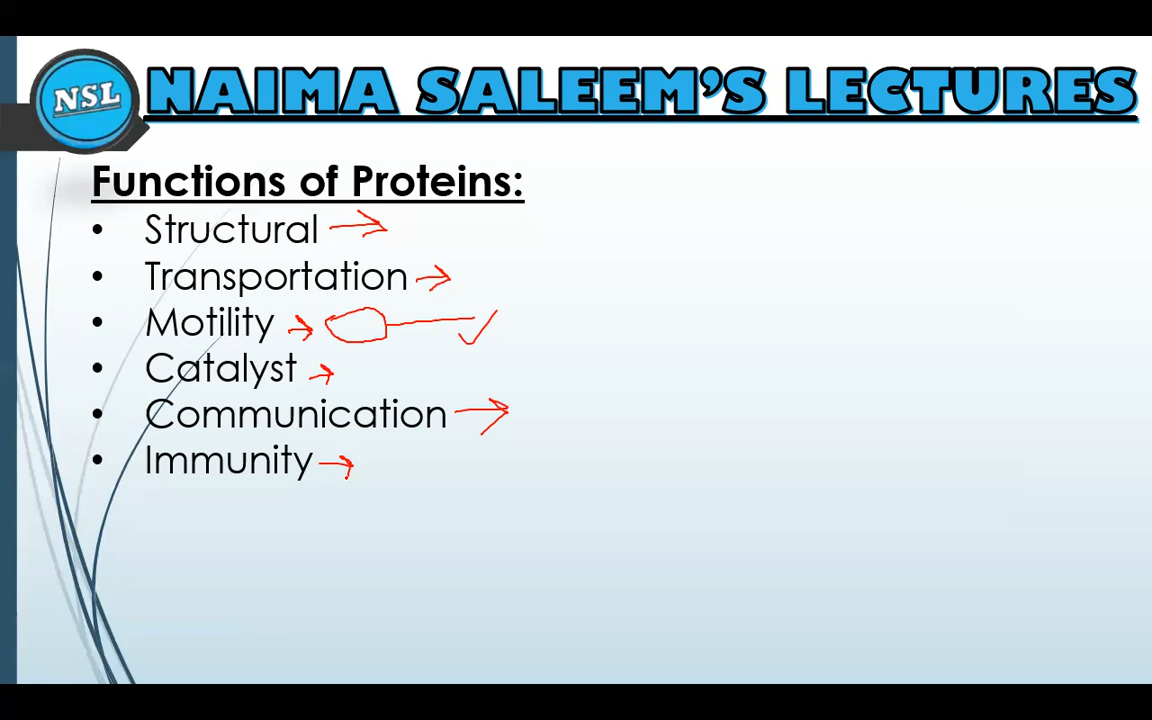 NSL
NAIMA SALEEM'S LECTURES
Functions of Proteins:
• Structural
• Transportation
• Motility
• Catalyst
• Communication
• Immunity